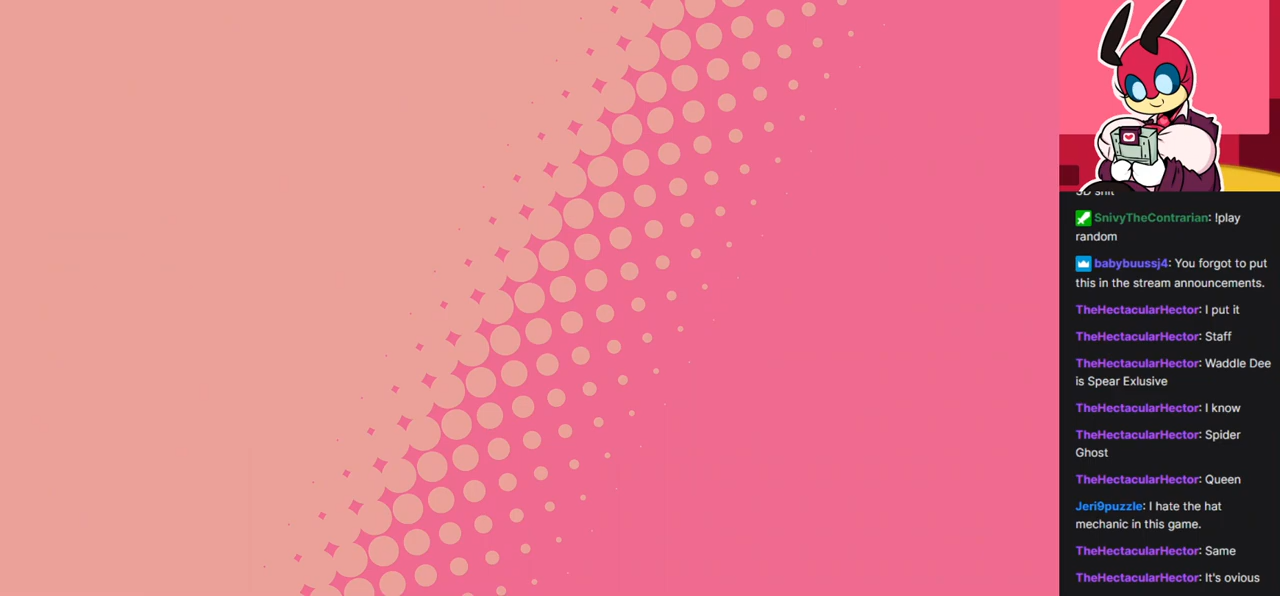 SnivyTheContrarian: !play
random
babybuussj4: You forgot to put
this in the stream announcements.
TheHectacularHector: I put it
TheHectacularHector: Staff
TheHectacularHector: Waddle Dee
is Spear Exlusive
TheHectacularHector: I know
TheHectacularHector: Spider
Ghost
TheHectacularHector: Queen
Jeri9puzzle: I hate the hat
mechanic in this game.
TheHectacularHector: Same
TheHectacularHector: It's ovious